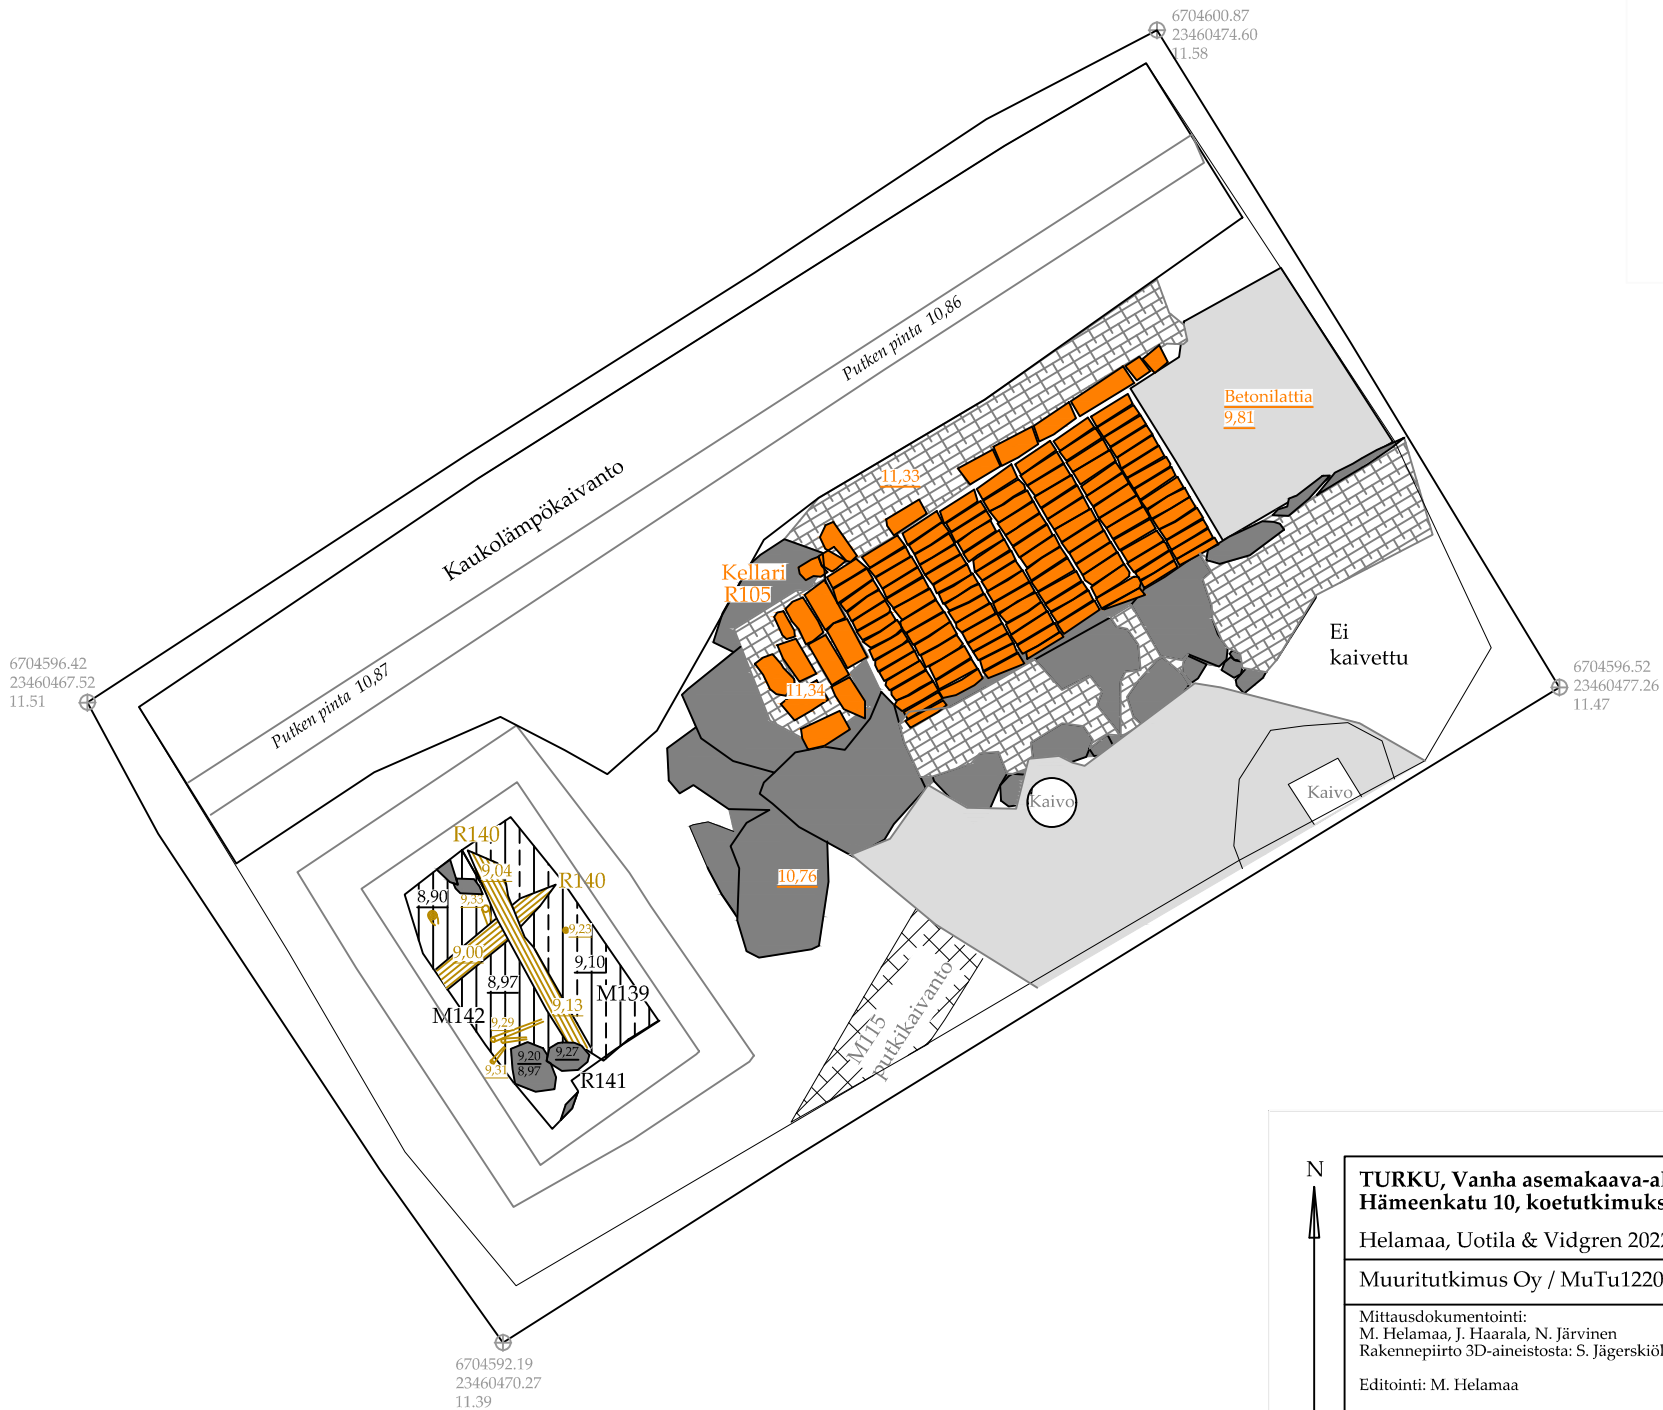 6704600.87
23460474.60
11.58
Putken pinta 10,86
Betonilattia
9,81
Kaukolämpökaivanto
11,33
Kellari
R105
Ei
kaivettu
6704596.42
23460467.52
11.51
6704596.52
23460477.26
11.47
Putken pinta 10,87
11,34
Kaivo
Kaivo
10,76
R140
9,04
R140
8,90
9,33
9,23
9,00
9,10
8,97
M139
9,13
M142
9,29
9,20
8,97
9,27
9,31
R141
M115
putkikaivanto
N
TURKU, Vanha asemakaava-al
Hämeenkatu 10, koetutkimuks
Helamaa, Uotila & Vidgren 202
Muuritutkimus Oy / MuTu1220
Mittausdokumentointi:
M. Helamaa, J. Haarala, N. Järvinen
Rakennepiirto 3D-aineistosta: S. Jägerskiöl
Editointi: M. Helamaa
6704592.19
23460470.27
11.39